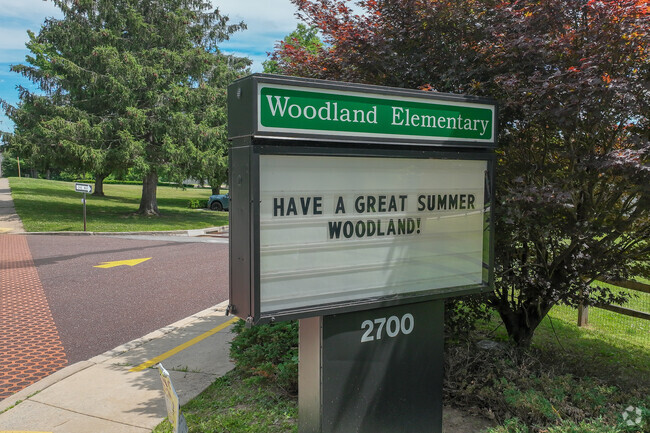 Woodland Elementary
HAVE A GREAT SUMMER
WOODLAND!
2700